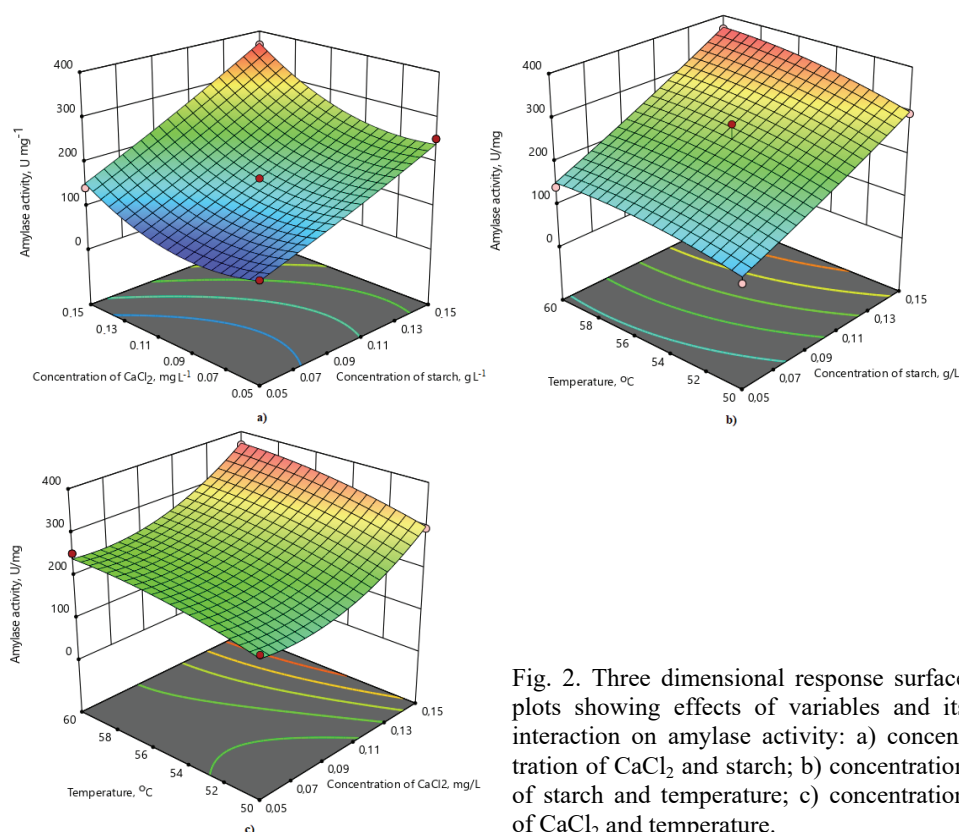 400
300
200
100
0
Amylase activity, U mg-1
0.15
0.13
0.11
0.09
0.07
0.05
Concentration of CaCl2, mg L-1
0.05
0.07
0.09
0.11
0.13
0.15
Concentration of starch, g L-1
a)
400
300
200
100
0
Amylase activity, U/mg
60
58
56
54
52
50
Temperature, ºC
0,05
0,07
0,09
0,11
0,13
0,15
Concentration of starch, g/L
b)
400
300
200
100
0
Amylase activity, U/mg
60
58
56
54
52
50
Temperature, ºC
0,05
0,07
0,09
0,11
0,13
0,15
Concentration of CaCl2, mg/L
c)
Fig. 2. Three dimensional response surface
plots showing effects of variables and its
interaction on amylase activity: a) concen
tration of CaCl2 and starch; b) concentration
of starch and temperature; c) concentration
of CaCl2 and temperature.